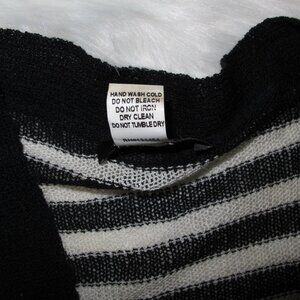 HAND WASH COLD
DO NOT BLEACH
DO NOT IRON
DRY CLEAN
DO NOT TUMBLE DRY